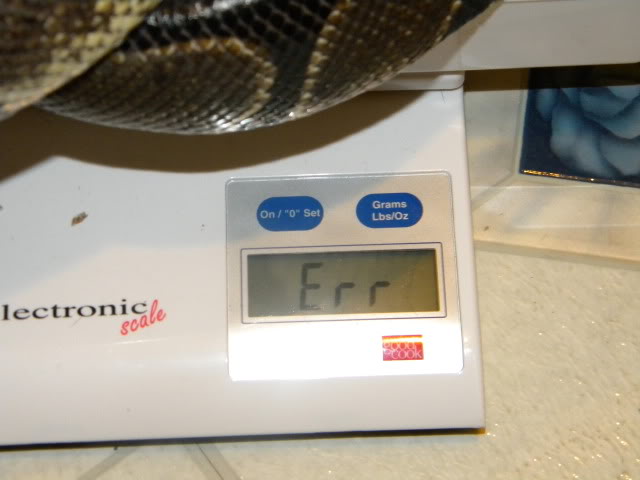 On / "0" Set
Grams
Lbs/Oz
Err
lectronic
scale
good
cook